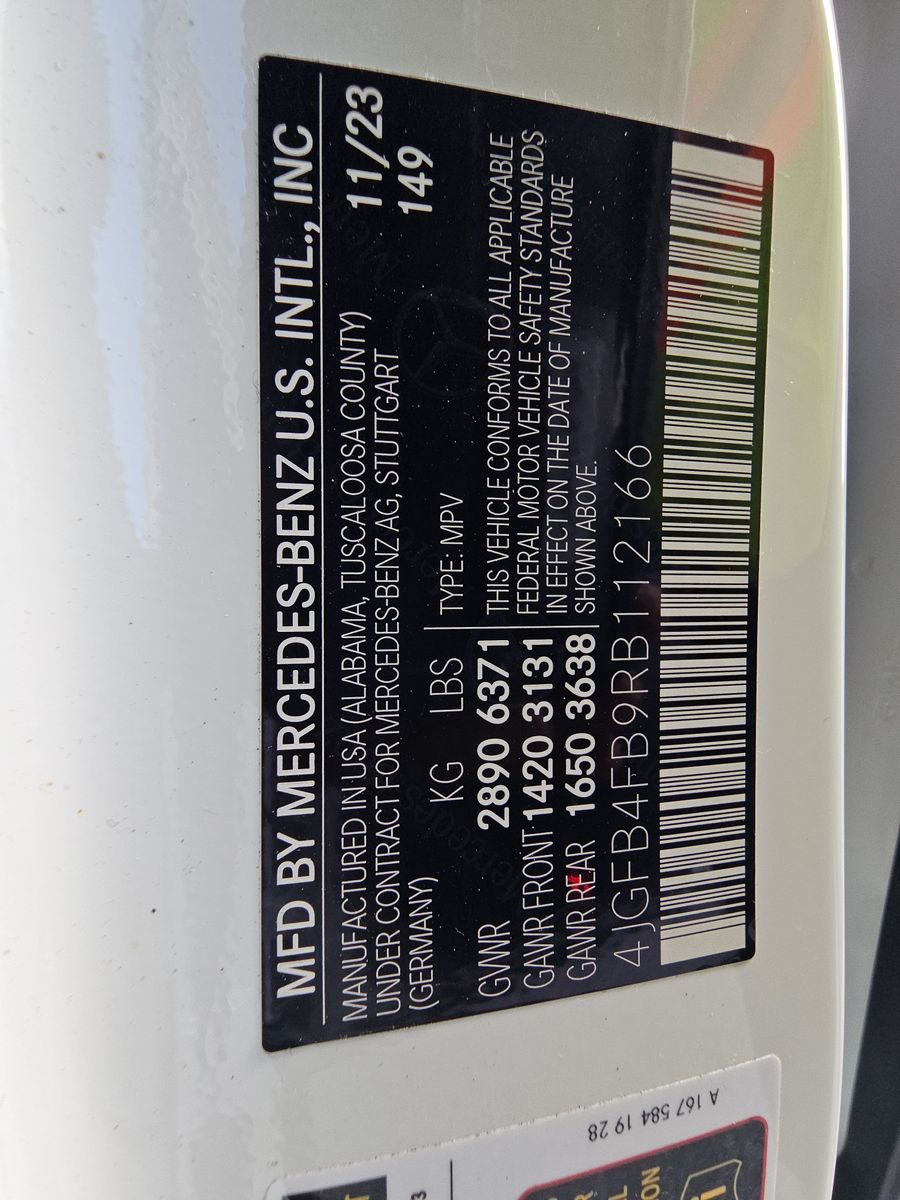 MFD BY MERCEDES-BENZ U.S. INTL., INC
MANUFACTURED IN USA (ALABAMA, TUSCALOOSA COUNTY)
11/23
UNDER CONTRACT FOR MERCEDES-BENZ AG, STUTTGART
149
(GERMANY)
KG LBS
TYPE: MPV
GVWR 2890 6371
GAWR FRONT 1420 3131
GAWR REAR 1650 3638
THIS VEHICLE CONFORMS TO ALL APPLICABLE
FEDERAL MOTOR VEHICLE SAFETY STANDARDS
IN EFFECT ON THE DATE OF MANUFACTURE
SHOWN ABOVE.
4JGFB4FB9RB112166
A 167 584 19 28